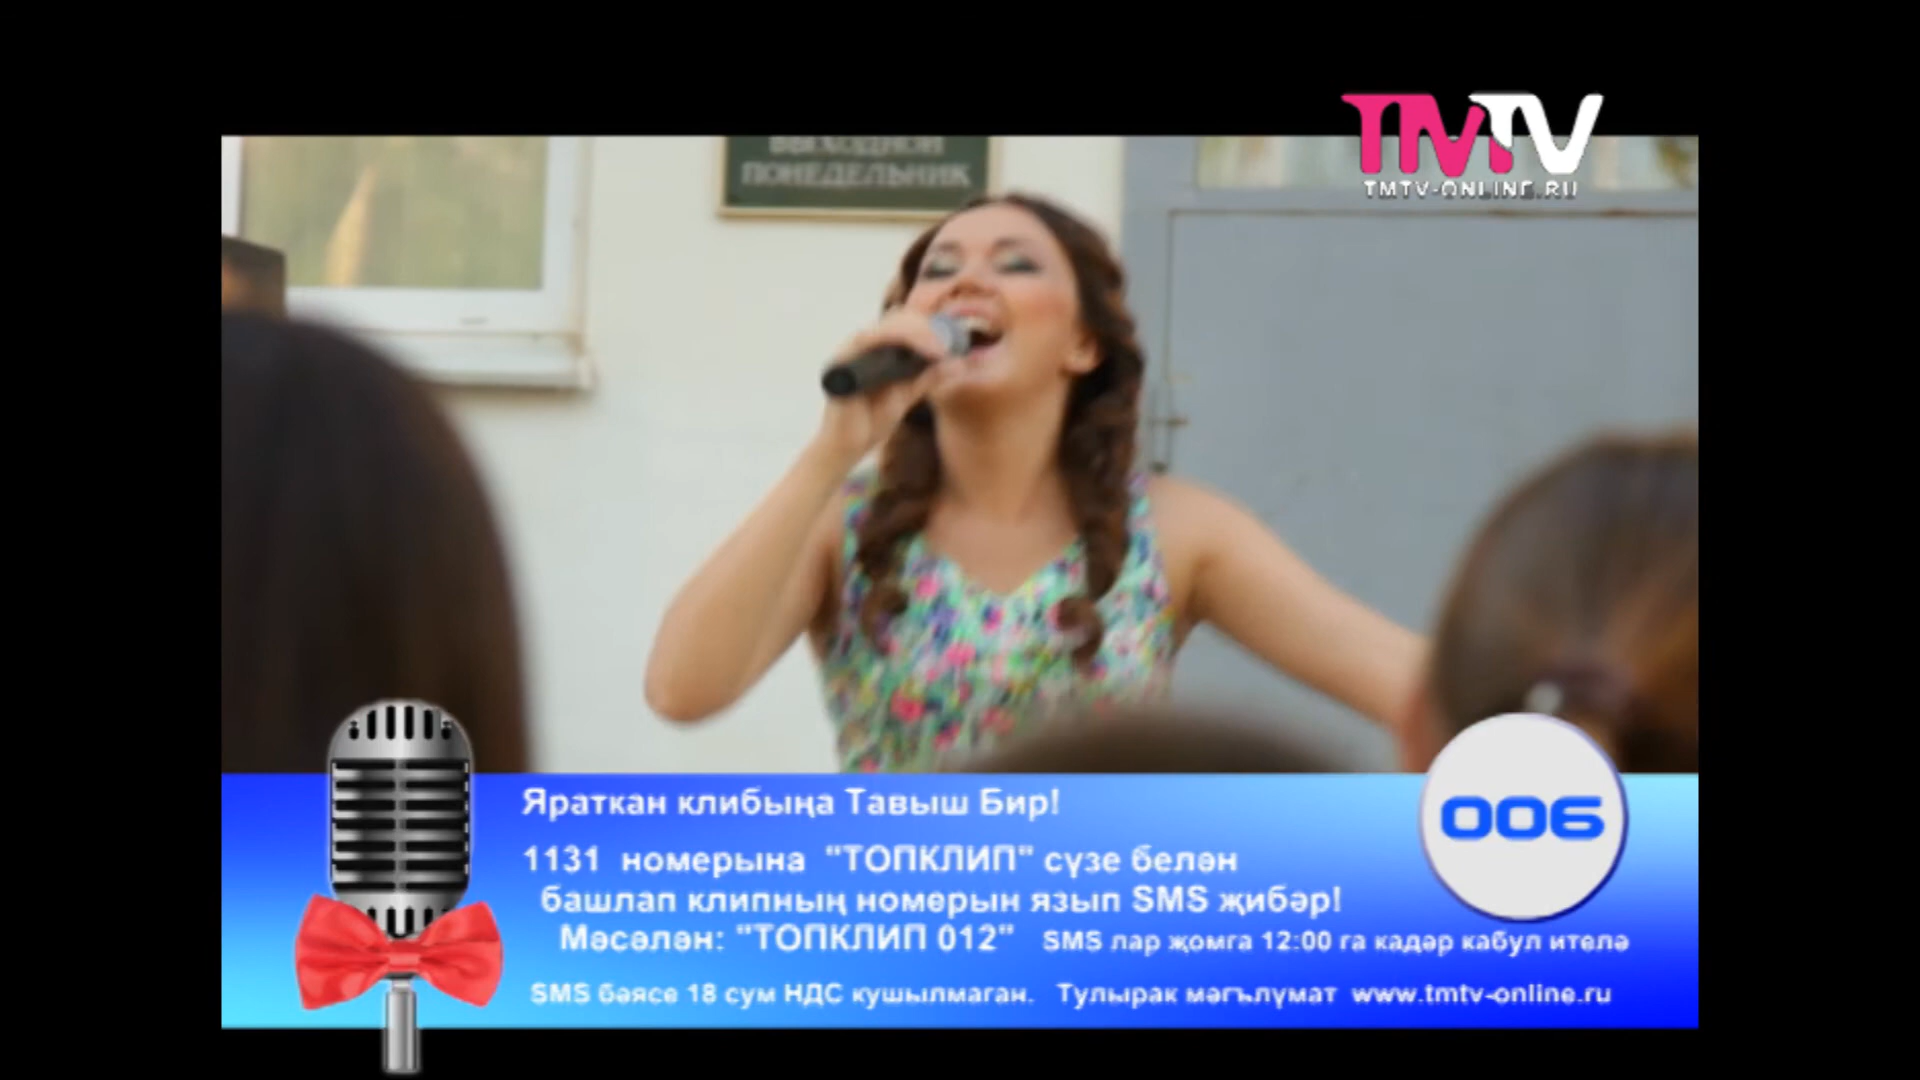 TMTV
TMTV-ONLINE.RU
ВЫХОДНОЙ
ПОНЕДЕЛЬНИК
006
Яраткан клибыңа Тавыш Бир!
1131 номерына "ТОПКЛИП" сүзе белән
башлап клипның номерын язып SMS җибәр!
Мәсәлән: "ТОПКЛИП 012" SMS лар җомга 12:00 га кадәр кабул ителә
SMS бәясе 18 сум НДС кушылмаган. Тулырак мәгълүмат www.tmtv-online.ru